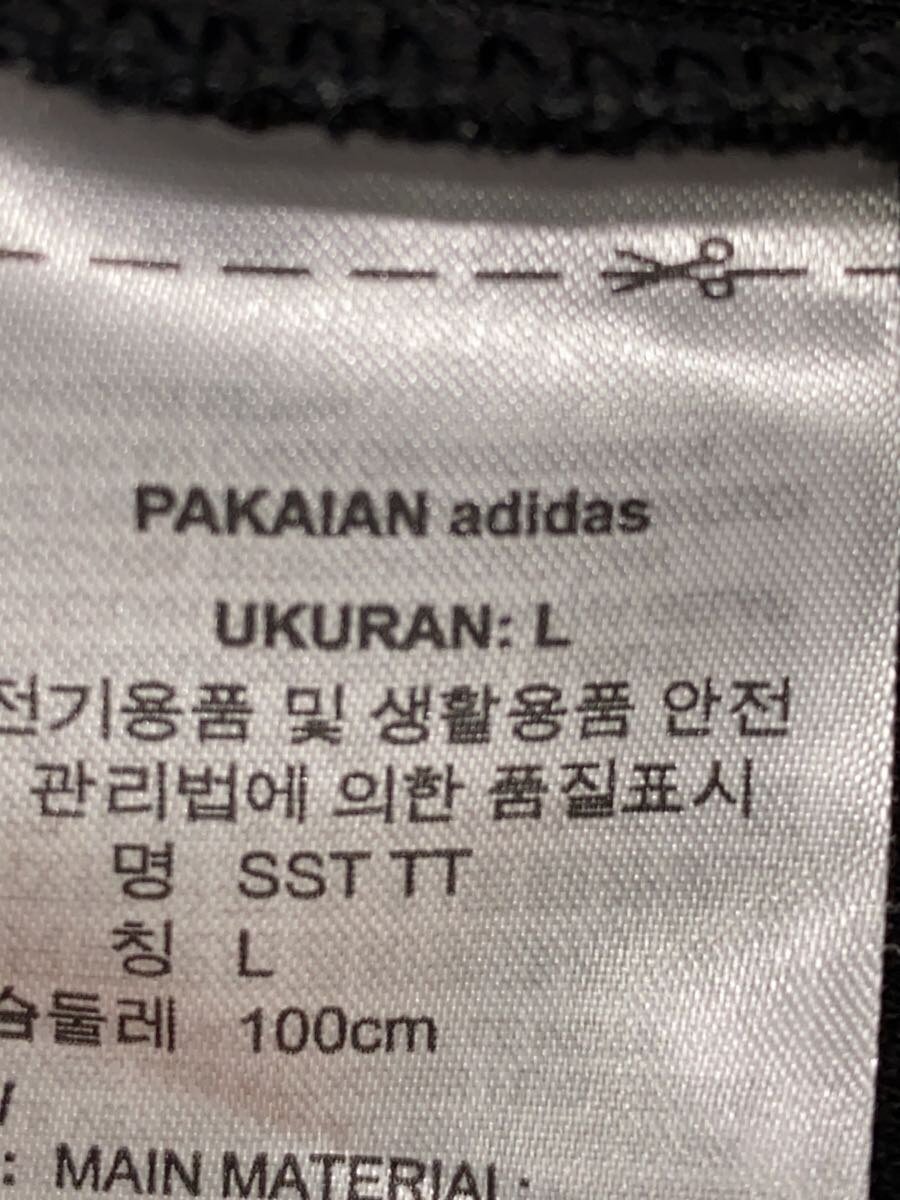 PAKAIAN adidas
UKURAN: L
전기용품 및 생활용품 안전
관리법에 의한 품질표시
명 SST TT
칭 L
슴둘레 100cm
: MAIN MATERIAL: